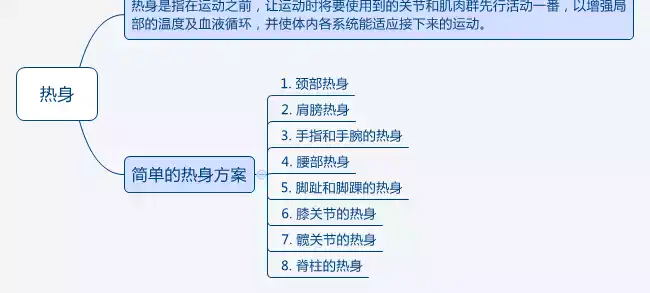 热身是指在运动之前，让运动时将要使用到的关节和肌肉群先行活动一番，以增强局
部的温度及血液循环，并使体内各系统能适应接下来的运动。
热身
简单的热身方案
1. 颈部热身
2. 肩膀热身
3. 手指和手腕的热身
4. 腰部热身
5. 脚趾和脚踝的热身
6. 膝关节的热身
7. 髋关节的热身
8. 脊柱的热身